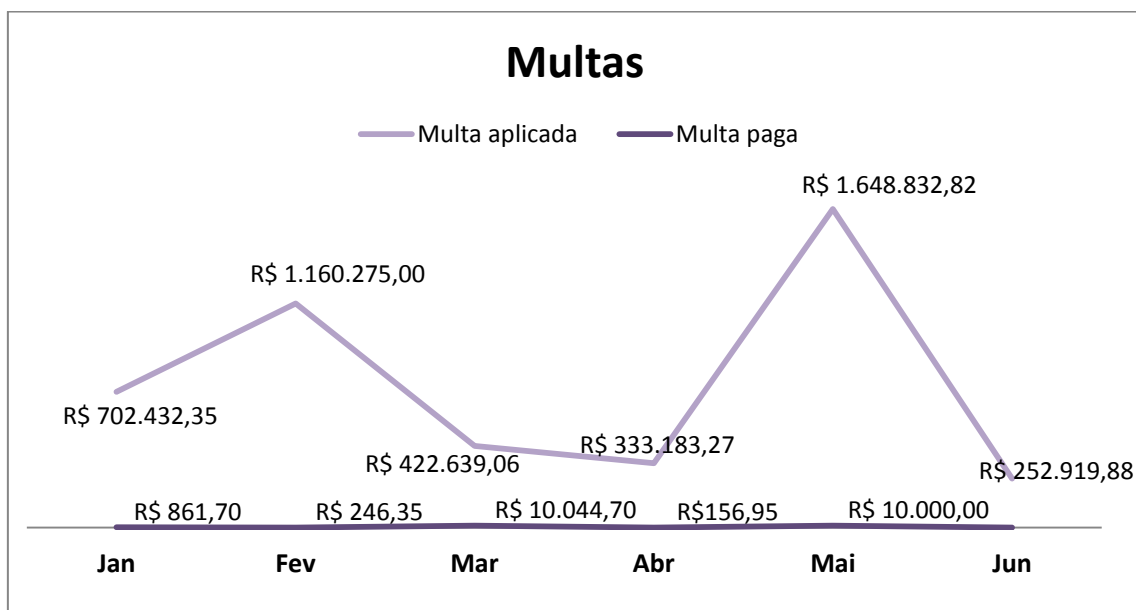 Multas
Multa aplicada Multa paga
R$ 1.648.832,82
R$ 1.160.275,00
R$ 702.432,35
R$ 333.183,27
R$ 422.639,06
R$ 252.919,88
R$ 861,70 R$ 246,35 R$ 10.044,70 R$156,95 R$ 10.000,00
Jan Fev Mar Abr Mai Jun